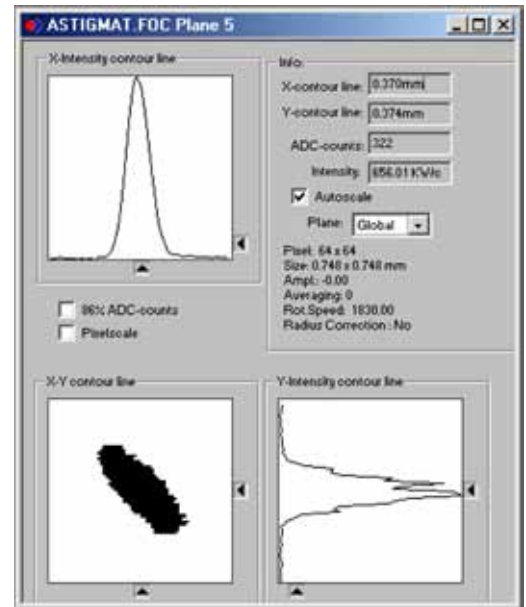 ASTIGMAT.FOC Plane 5
X-Intensity contour line
Info:
X-contour line: 0.370mm
Y-contour line: 0.374mm
ADC-counts: 322
Intensity: 656.01 KW/c
Autoscale
Plane: Global
Pixel: 64 x 64
Size: 0.748 x 0.748 mm
Ampl.: -0.00
Averaging: 0
Rot.Speed: 1838.00
Radius Correction : No
86% ADC-counts
Pixelscale
X-Y contour line
Y-Intensity contour line